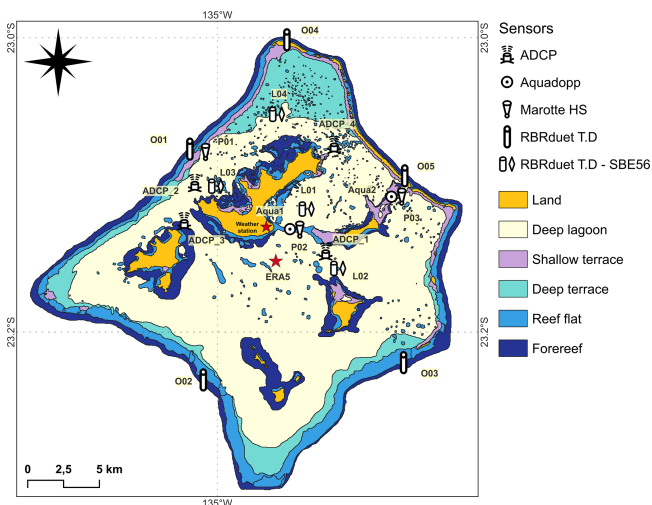 135°W
23.0°S
23.2°S
O04
L04
ADCP_4
O01
P01
L03
O05
ADCP_2
L01
Aqua2
Aqua1
P03
Weather
station
ADCP_3
P02
ADCP_1
ERA5
L02
O02
O03
0 2,5 5 km
135°W
23.0°S
23.2°S
Sensors
ADCP
Aquadopp
Marotte HS
RBRduet T.D
RBRduet T.D - SBE56
Land
Deep lagoon
Shallow terrace
Deep terrace
Reef flat
Forereef